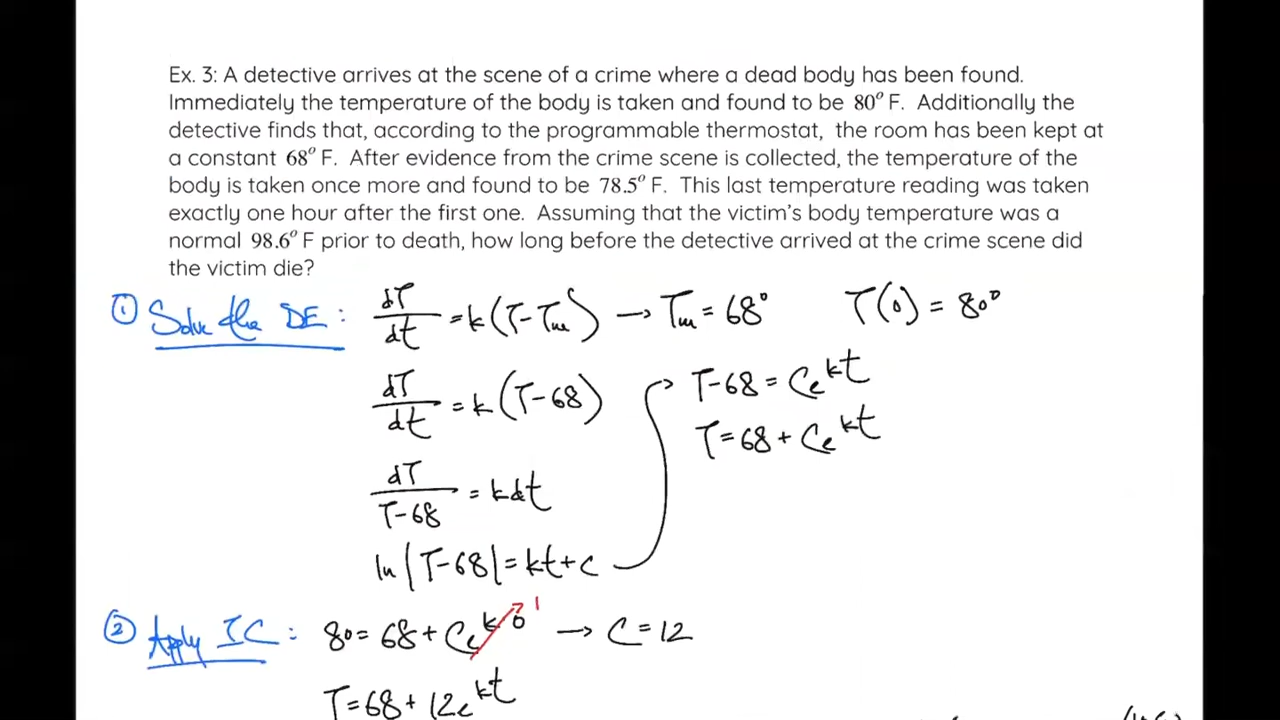 Ex. 3: A detective arrives at the scene of a crime where a dead body has been found.
Immediately the temperature of the body is taken and found to be 80° F. Additionally the
detective finds that, according to the programmable thermostat, the room has been kept at
a constant 68° F. After evidence from the crime scene is collected, the temperature of the
body is taken once more and found to be 78.5° F. This last temperature reading was taken
exactly one hour after the first one. Assuming that the victim's body temperature was a
normal 98.6° F prior to death, how long before the detective arrived at the crime scene did
the victim die?
① Solve the DE: dT/dt = k(T-Tm) → Tm = 68° T(0) = 80°
dT/dt = k(T-68)
dT/(T-68) = kdt
ln|T-68| = kt+c
T-68 = Ce^kt
T = 68 + Ce^kt
② Apply IC: 80 = 68 + Ce^k·0 1 → C = 12
T = 68 + 12e^kt